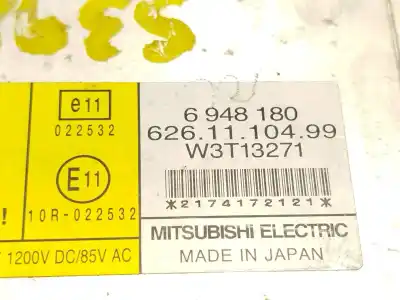 e11
022532
E11
10R-022532
1200V DC/85V AC
6 948 180
626.11.104.99
W3T13271
*2174172121*
MITSUBISHI ELECTRIC
MADE IN JAPAN